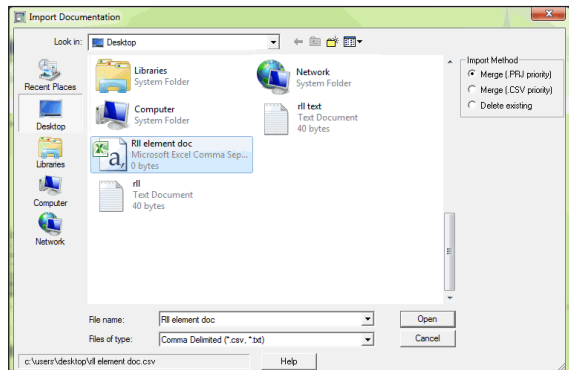 Import Documentation
Look in:
Desktop
Recent Places
Desktop
Libraries
Computer
Network
Libraries
System Folder
Network
System Folder
Computer
System Folder
rll text
Text Document
40 bytes
Rll element doc
Microsoft Excel Comma Sep...
0 bytes
rll
Text Document
40 bytes
Import Method
Merge (.PRJ priority)
Merge (.CSV priority)
Delete existing
File name:
Rll element doc
Open
Files of type:
Comma Delimited (*.csv, *.txt)
Cancel
c:\users\desktop\rll element doc.csv
Help